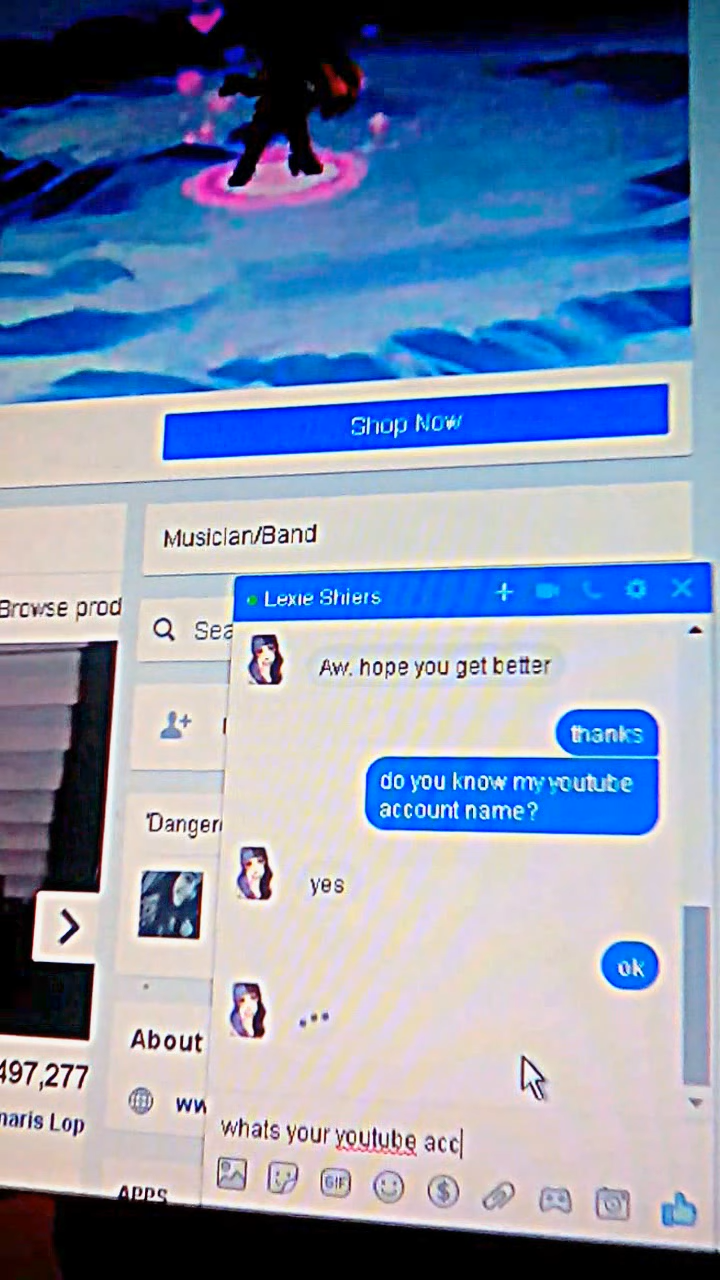 Shop Now
Musician/Band
Browse prod
Sea
Lexie Shiers
Aw, hope you get better
thanks
do you know my youtube
account name?
'Danger
yes
ok
About
497,277
ww
naris Lop
whats your youtube acc
GIF
$
APPS